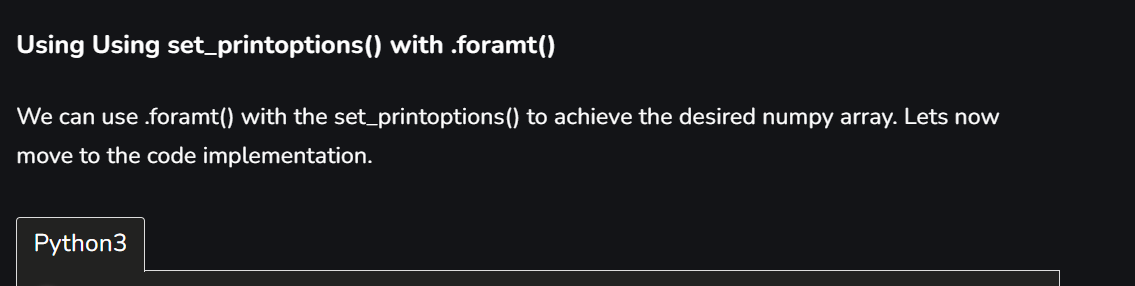 Using Using set_printoptions() with .foramt()
We can use .foramt() with the set_printoptions() to achieve the desired numpy array. Lets now
move to the code implementation.
Python3